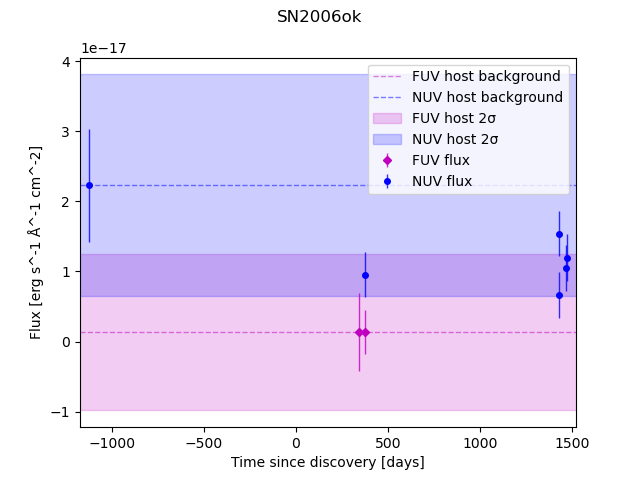 SN2006ok
1e−17
4
3
2
1
0
−1
Flux [erg s^-1 Å^-1 cm^-2]
FUV host background
NUV host background
FUV host 2σ
NUV host 2σ
FUV flux
NUV flux
−1000 −500 0 500 1000 1500
Time since discovery [days]